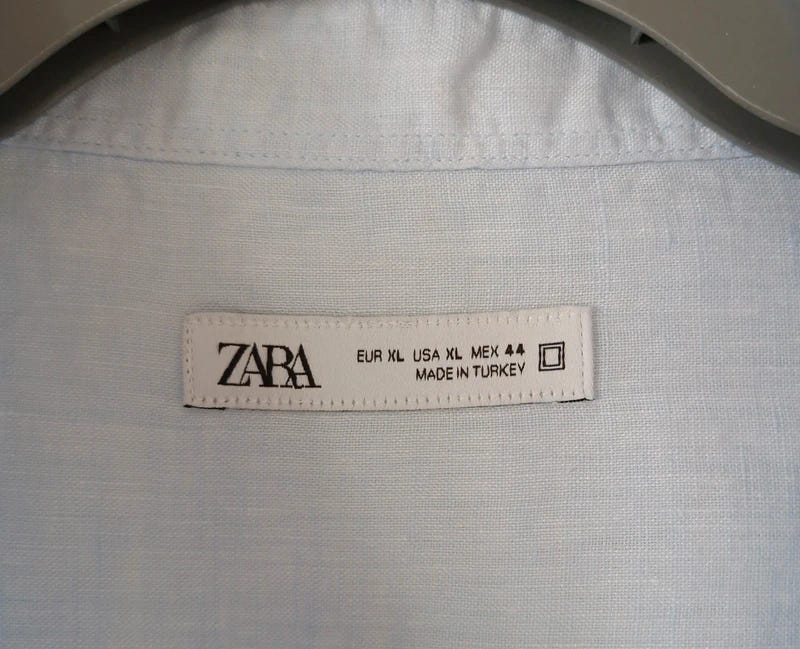 ZARA
EUR XL USA XL MEX 44
MADE IN TURKEY